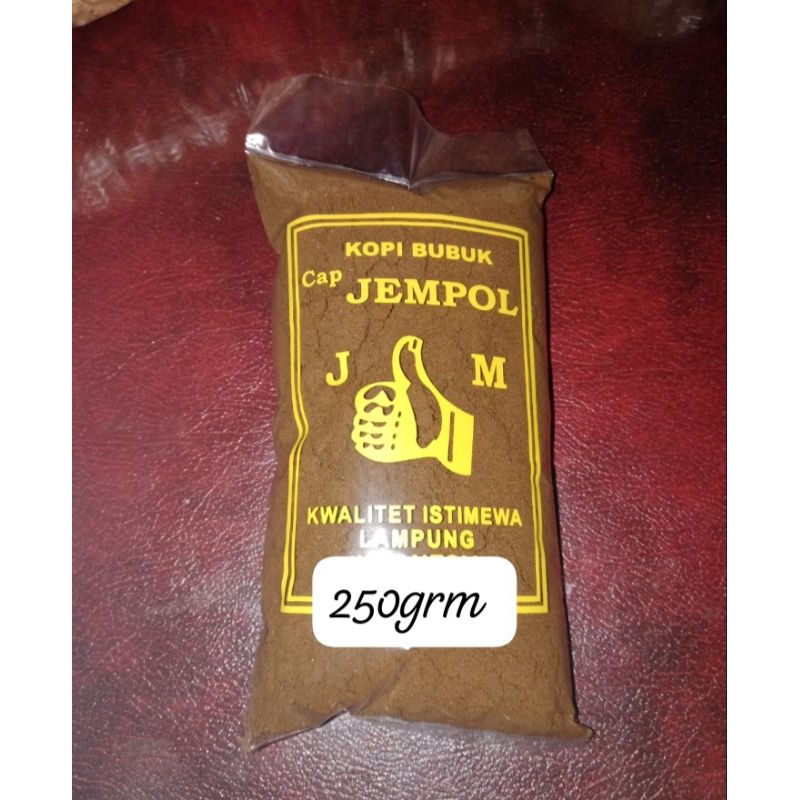 KOPI BUBUK
Cap JEMPOL
J M
KWALITET ISTIMEWA
LAMPUNG
250grm